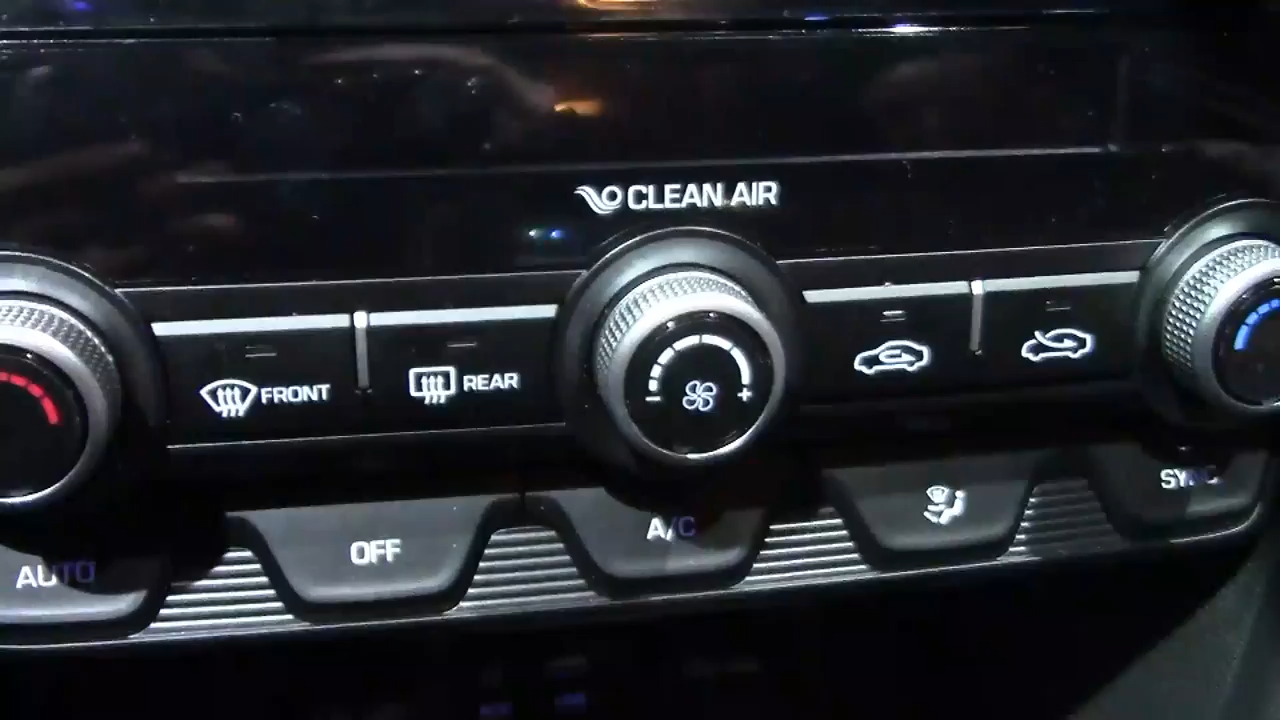 CLEAN AIR
FRONT
REAR
- +
AUTO
OFF
A/C
SYNC